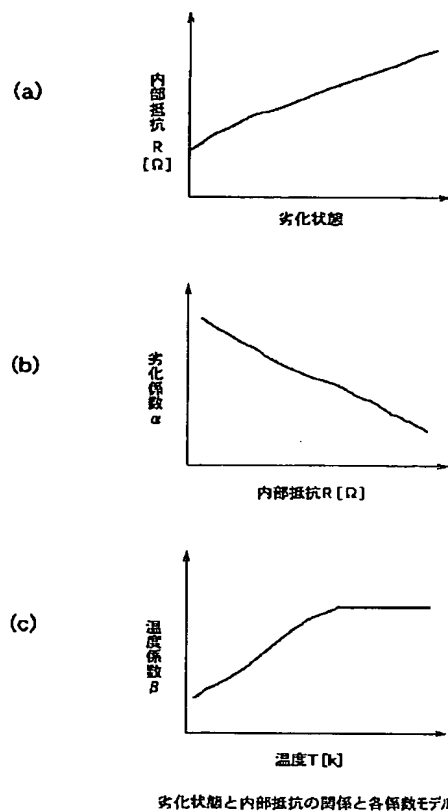 (a)
内部抵抗 R [Ω]
劣化状態
(b)
劣化係数 α
内部抵抗R[Ω]
(c)
温度係数 β
温度T[k]
劣化状態と内部抵抗の関係と各係数モデル